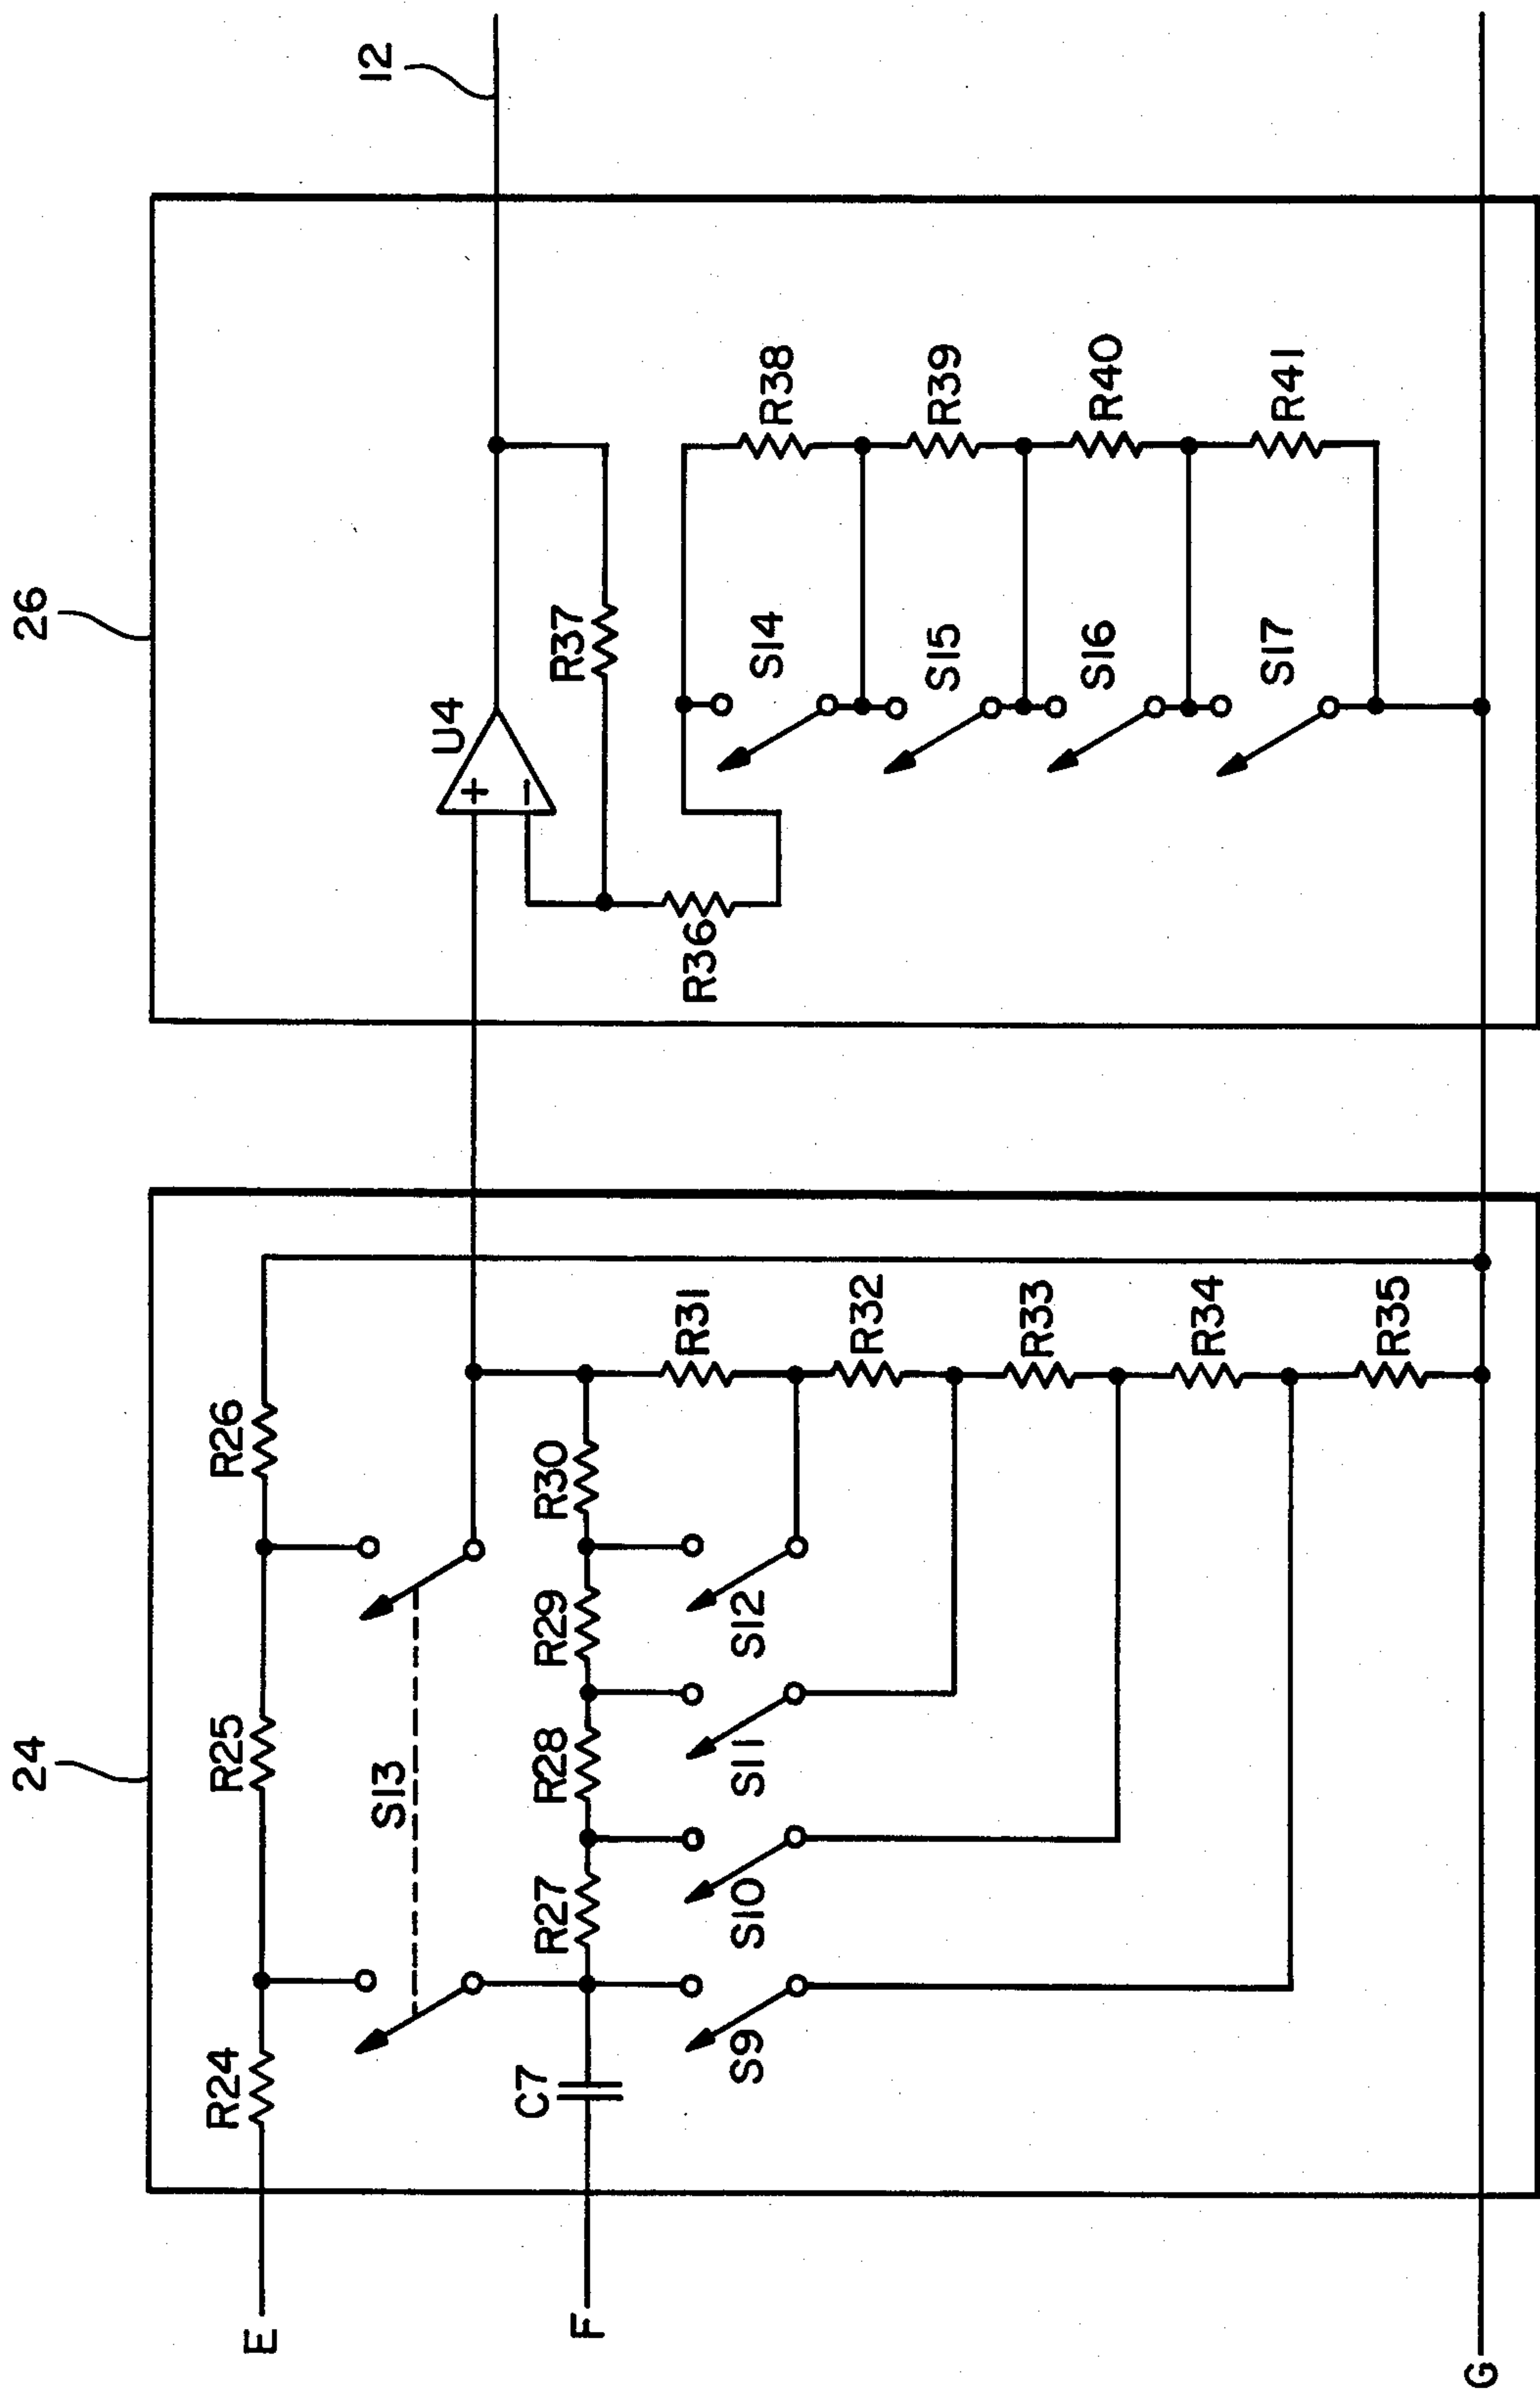 24
26
E
R24
R25
R26
S13
12
F
C7
R27
R28
R29
R30
S9
S10
S11
S12
R31
R32
R33
R34
R35
U4
+
−
R37
R36
R38
R39
R40
R41
S14
S15
S16
S17
G